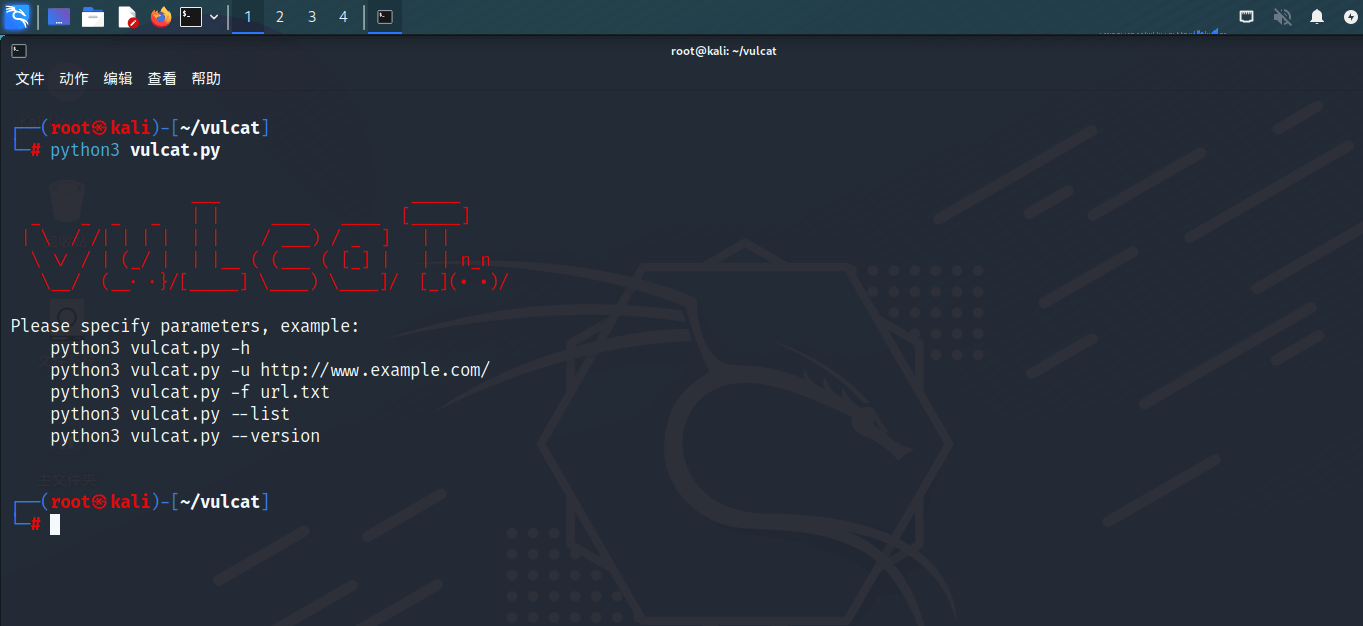 1 2 3 4
root@kali: ~/vulcat
文件 动作 编辑 查看 帮助
┌──(root㉿kali)-[~/vulcat]
└─# python3 vulcat.py
vulcaT
Please specify parameters, example:
python3 vulcat.py -h
python3 vulcat.py -u http://www.example.com/
python3 vulcat.py -f url.txt
python3 vulcat.py --list
python3 vulcat.py --version
┌──(root㉿kali)-[~/vulcat]
└─#